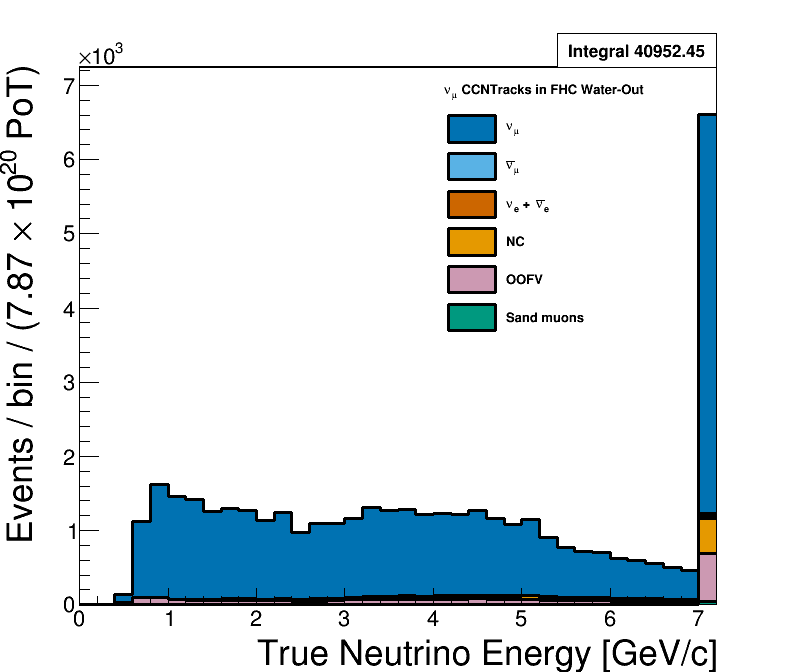 Integral 40952.45
×10³
ν_μ CCNTracks in FHC Water-Out
ν_μ
ν̅_μ
ν_e + ν̅_e
NC
OOFV
Sand muons
7
6
5
4
3
2
1
0
Events / bin / (7.87 × 10²⁰ PoT)
0 1 2 3 4 5 6 7
True Neutrino Energy [GeV/c]